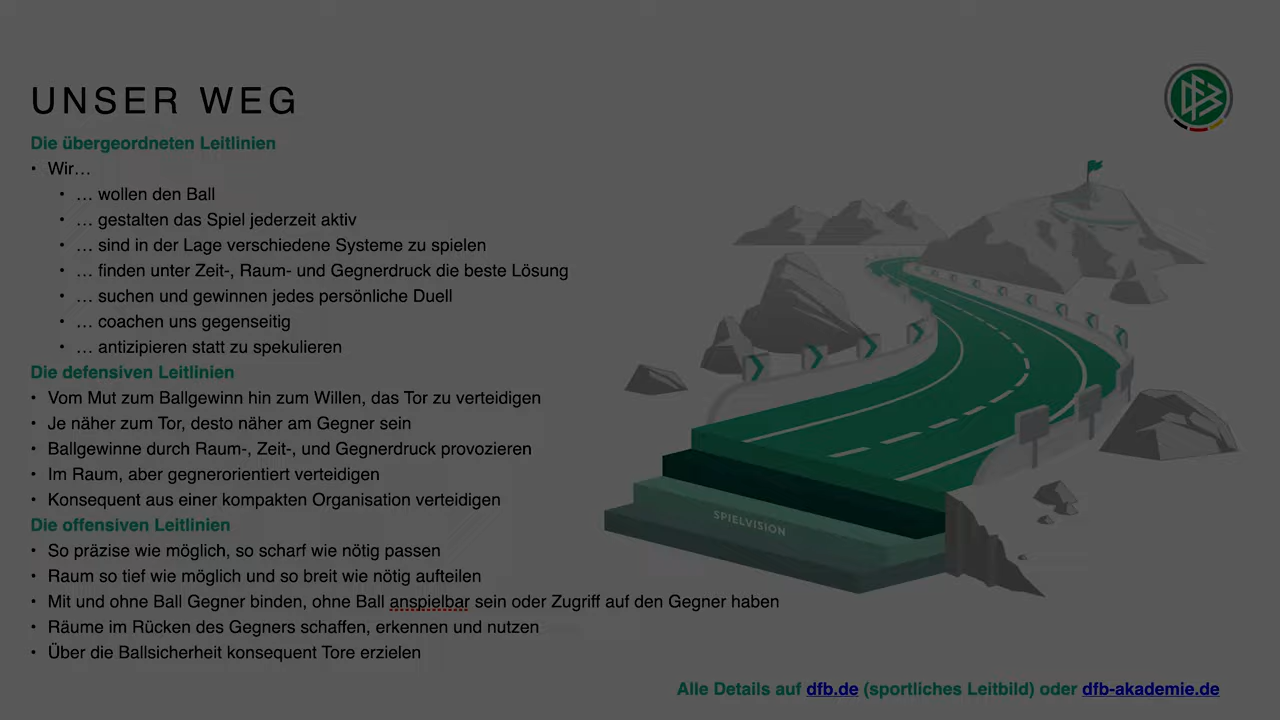 UNSER WEG
Die übergeordneten Leitlinien
• Wir…
• … wollen den Ball
• … gestalten das Spiel jederzeit aktiv
• … sind in der Lage verschiedene Systeme zu spielen
• … finden unter Zeit-, Raum- und Gegnerdruck die beste Lösung
• … suchen und gewinnen jedes persönliche Duell
• … coachen uns gegenseitig
• … antizipieren statt zu spekulieren
Die defensiven Leitlinien
• Vom Mut zum Ballgewinn hin zum Willen, das Tor zu verteidigen
• Je näher zum Tor, desto näher am Gegner sein
• Ballgewinne durch Raum-, Zeit-, und Gegnerdruck provozieren
• Im Raum, aber gegnerorientiert verteidigen
• Konsequent aus einer kompakten Organisation verteidigen
Die offensiven Leitlinien
• So präzise wie möglich, so scharf wie nötig passen
• Raum so tief wie möglich und so breit wie nötig aufteilen
• Mit und ohne Ball Gegner binden, ohne Ball anspielbar sein oder Zugriff auf den Gegner haben
• Räume im Rücken des Gegners schaffen, erkennen und nutzen
• Über die Ballsicherheit konsequent Tore erzielen
DFB
SPIELVISION
Alle Details auf dfb.de (sportliches Leitbild) oder dfb-akademie.de